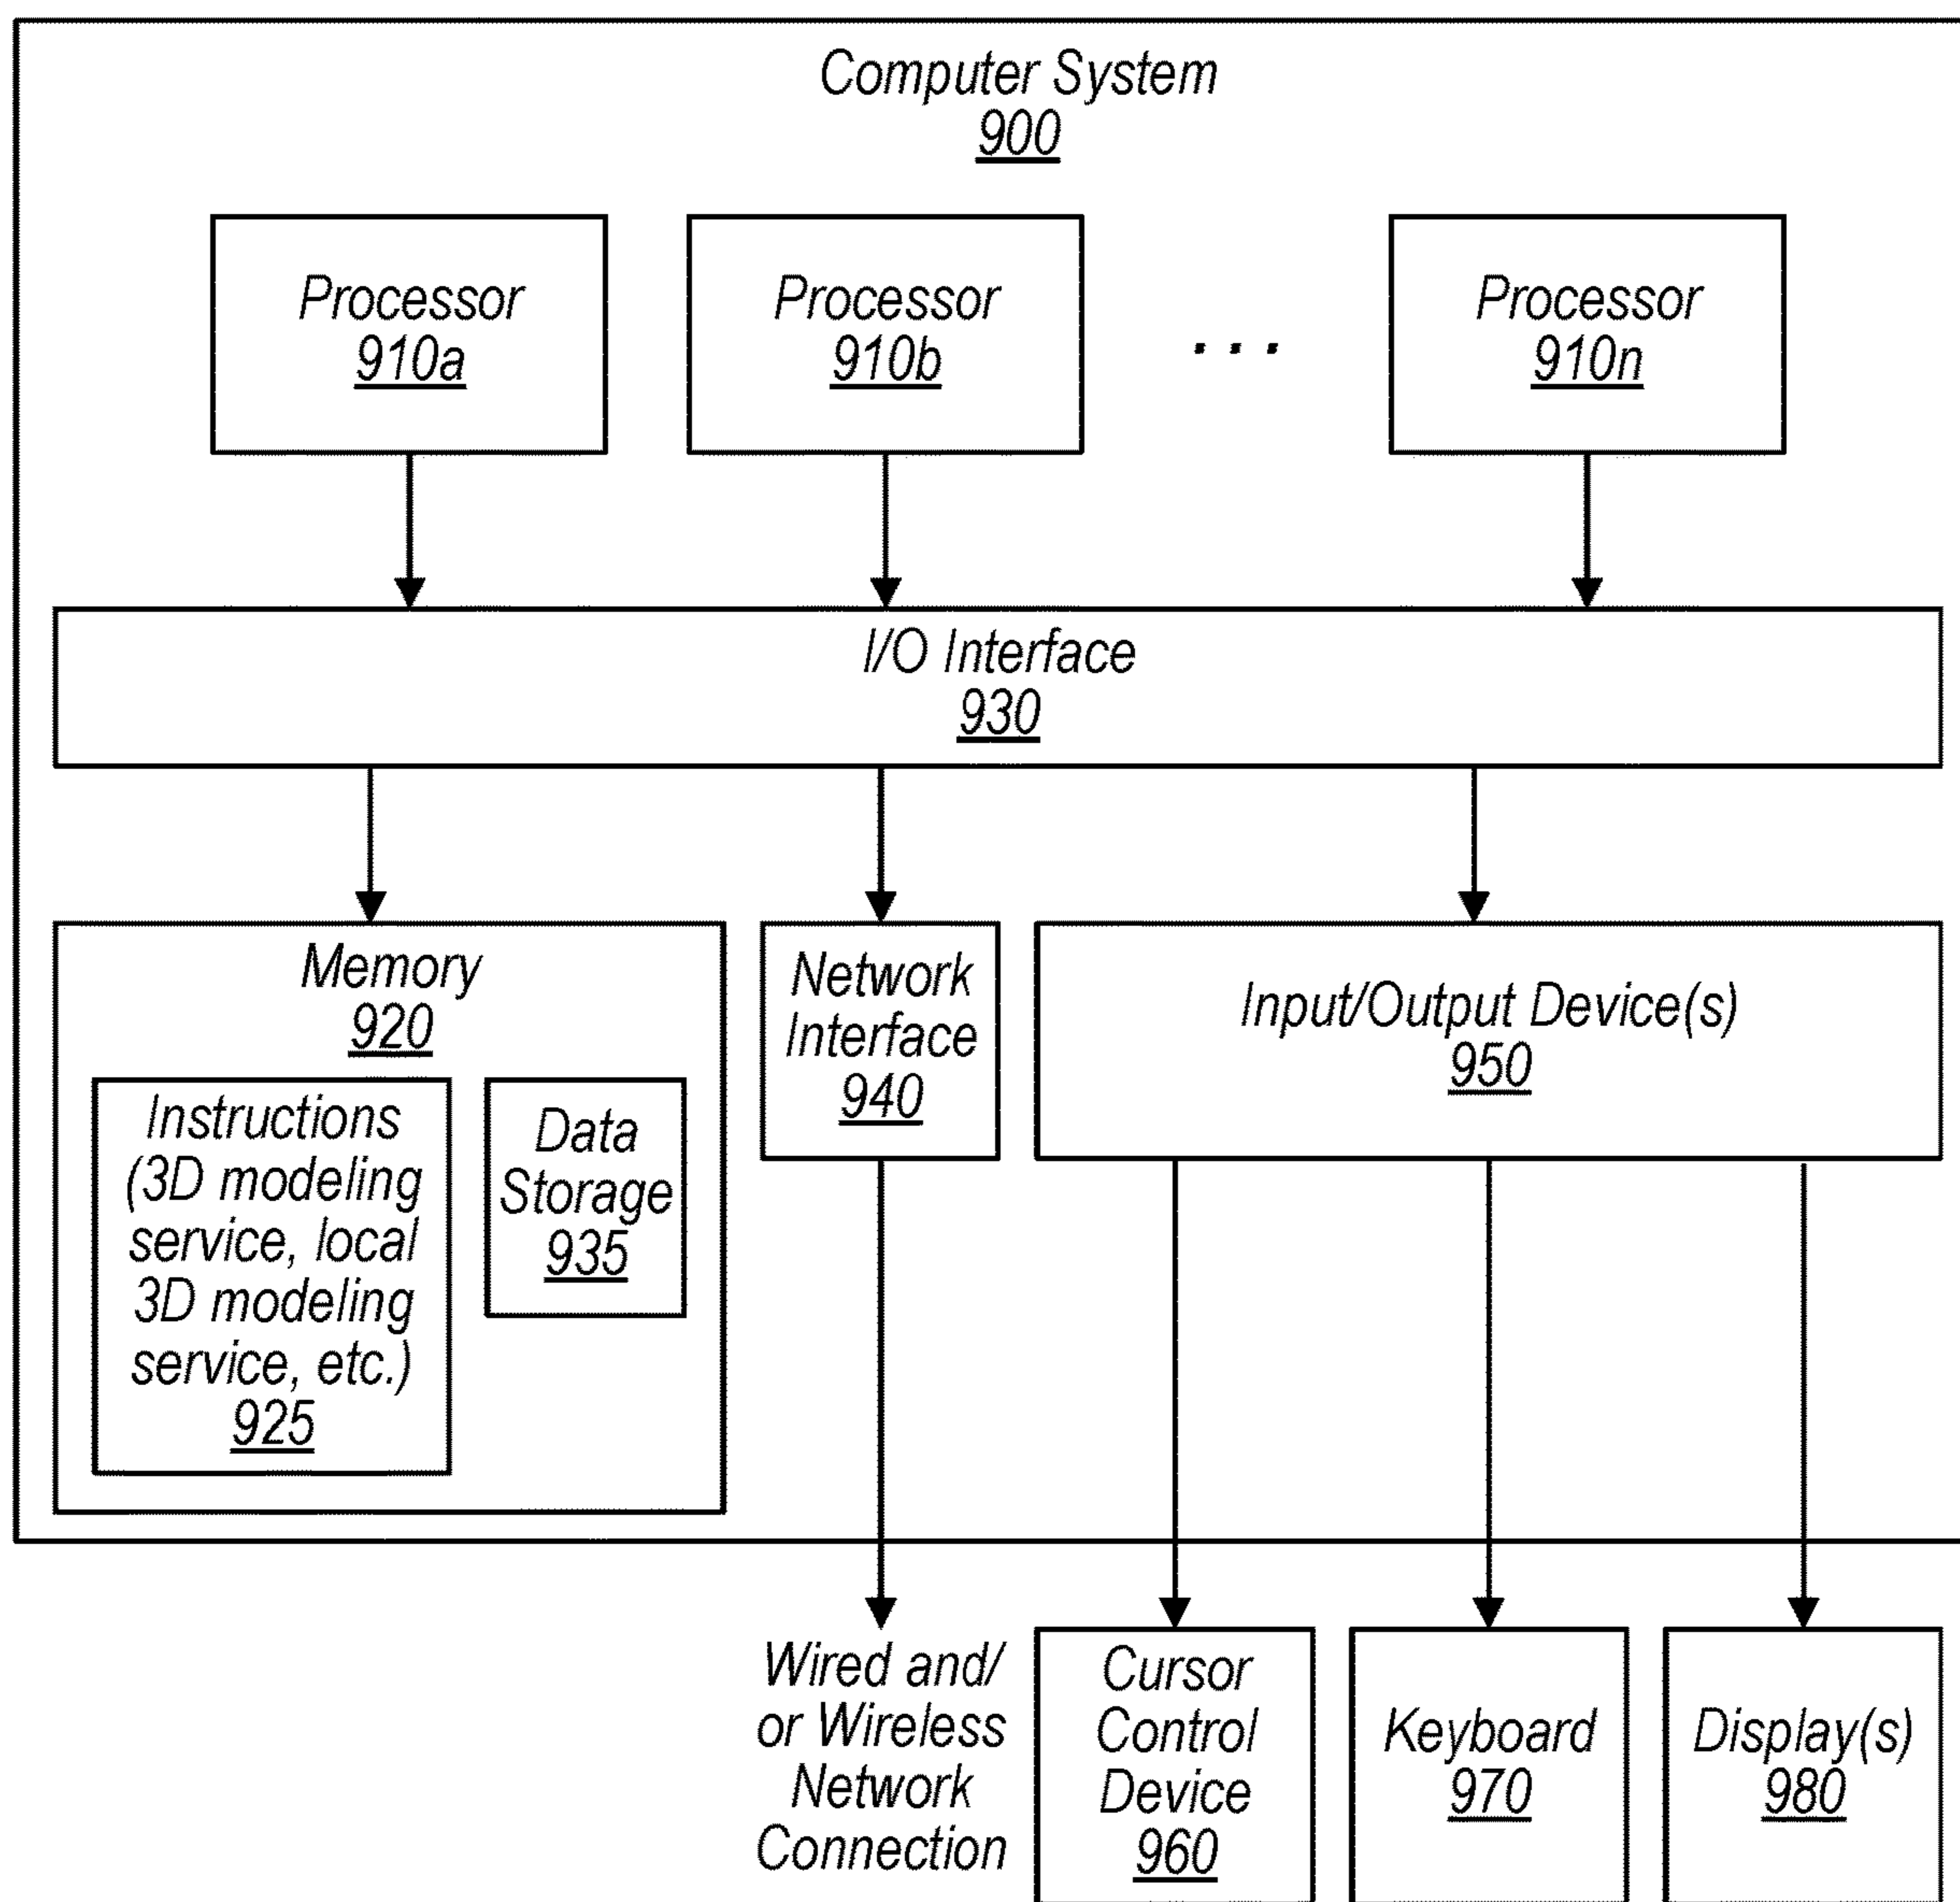 Computer System
900
Processor
910a
Processor
910b
. . .
Processor
910n
I/O Interface
930
Memory
920
Instructions
(3D modeling
service, local
3D modeling
service, etc.)
925
Data
Storage
935
Network
Interface
940
Input/Output Device(s)
950
Wired and/
or Wireless
Network
Connection
Cursor
Control
Device
960
Keyboard
970
Display(s)
980